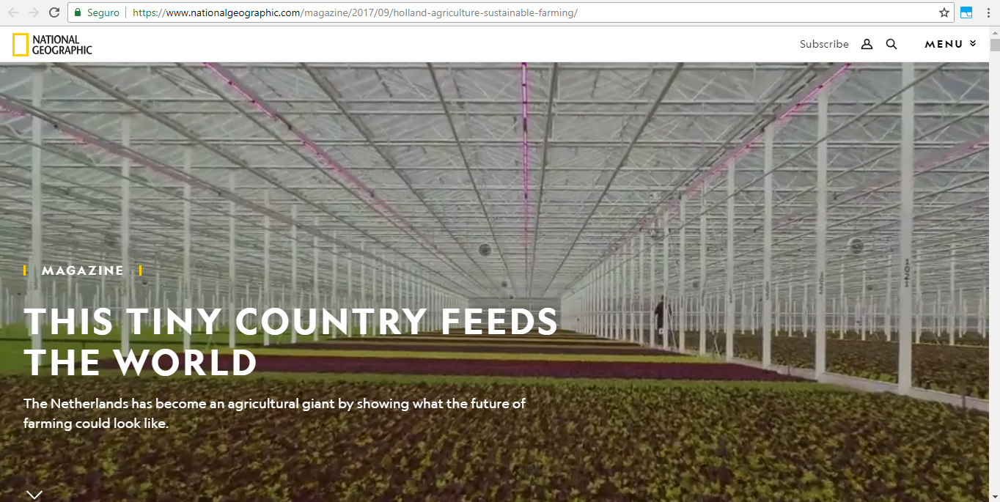 Seguro
https://www.nationalgeographic.com/magazine/2017/09/holland-agriculture-sustainable-farming/
NATIONAL
GEOGRAPHIC
Subscribe
MENU
MAGAZINE
THIS TINY COUNTRY FEEDS
THE WORLD
The Netherlands has become an agricultural giant by showing what the future of
farming could look like.